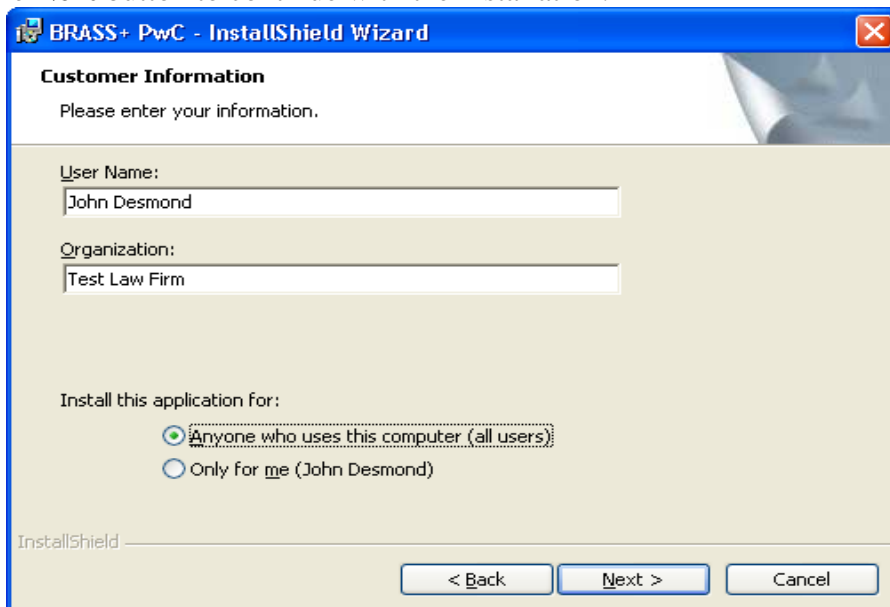 BRASS+ PwC - InstallShield Wizard
Customer Information
Please enter your information.
User Name:
John Desmond
Organization:
Test Law Firm
Install this application for:
Anyone who uses this computer (all users)
Only for me (John Desmond)
InstallShield
< Back Next > Cancel